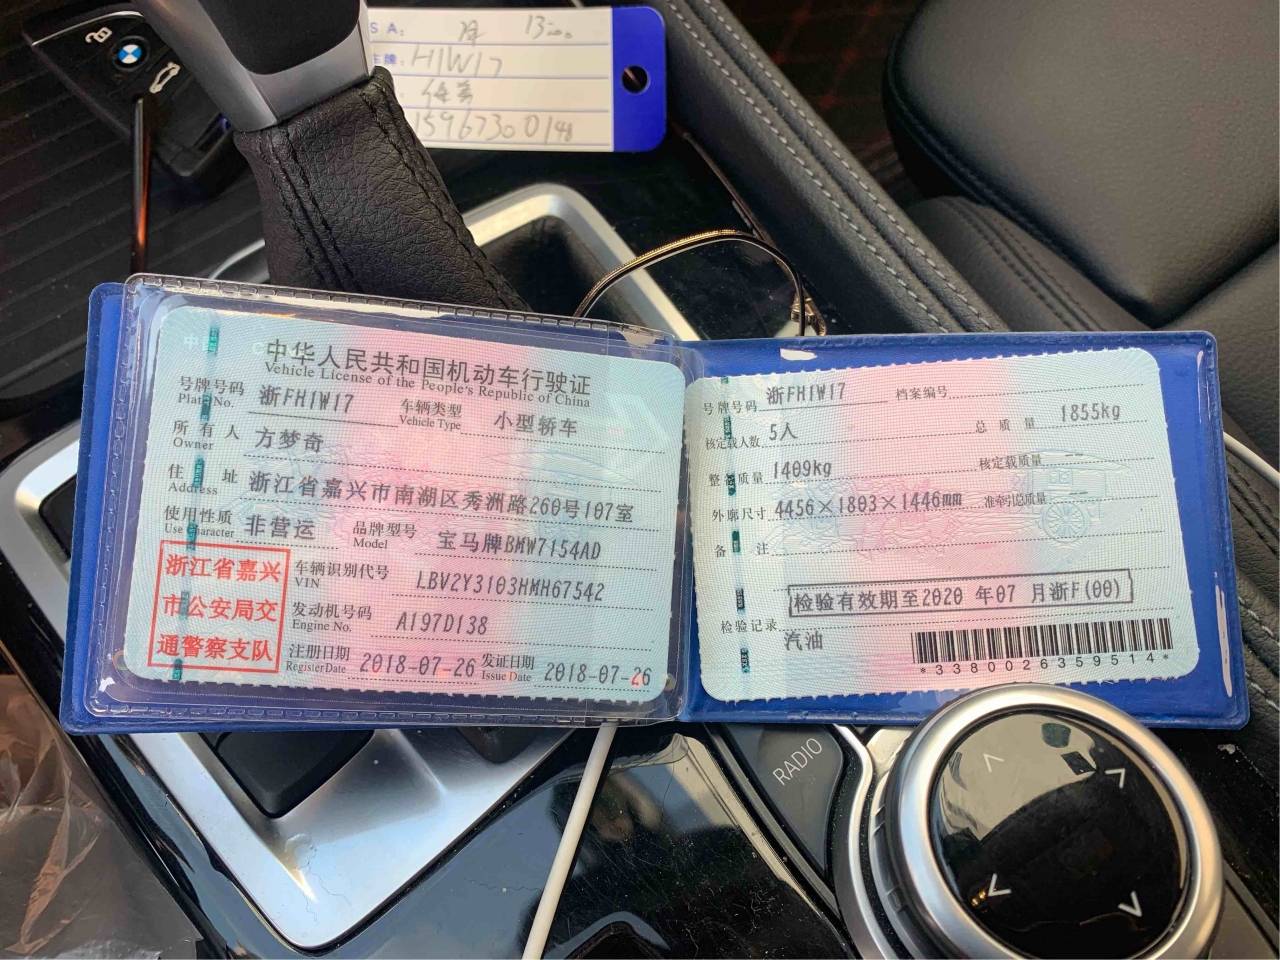 S A: 13
牌: H1W17
15967300148
中华人民共和国机动车行驶证
Vehicle License of the People's Republic of China
号牌号码 浙FH1W17 车辆类型 小型轿车
Plate No. Vehicle Type
所有人 方梦奇
Owner
住址 浙江省嘉兴市南湖区秀洲路260号107室
Address
使用性质 非营运 品牌型号 宝马牌BMW7154AD
Use Character Model
浙江省嘉兴
市公安局交
通警察支队
车辆识别代号 LBV2Y3103HMH67542
VIN
发动机号码 A197D138
Engine No.
注册日期 2018-07-26 发证日期 2018-07-26
Register Date Issue Date
号牌号码 浙FH1W17 档案编号
核定载人数 5人 总质量 1855kg
整备质量 1409kg 核定载质量
外廓尺寸 4456×1803×1446mm 准牵引总质量
备注
检验有效期至2020 年07 月浙F(00)
检验记录
汽油
*3380026359514*
RADIO